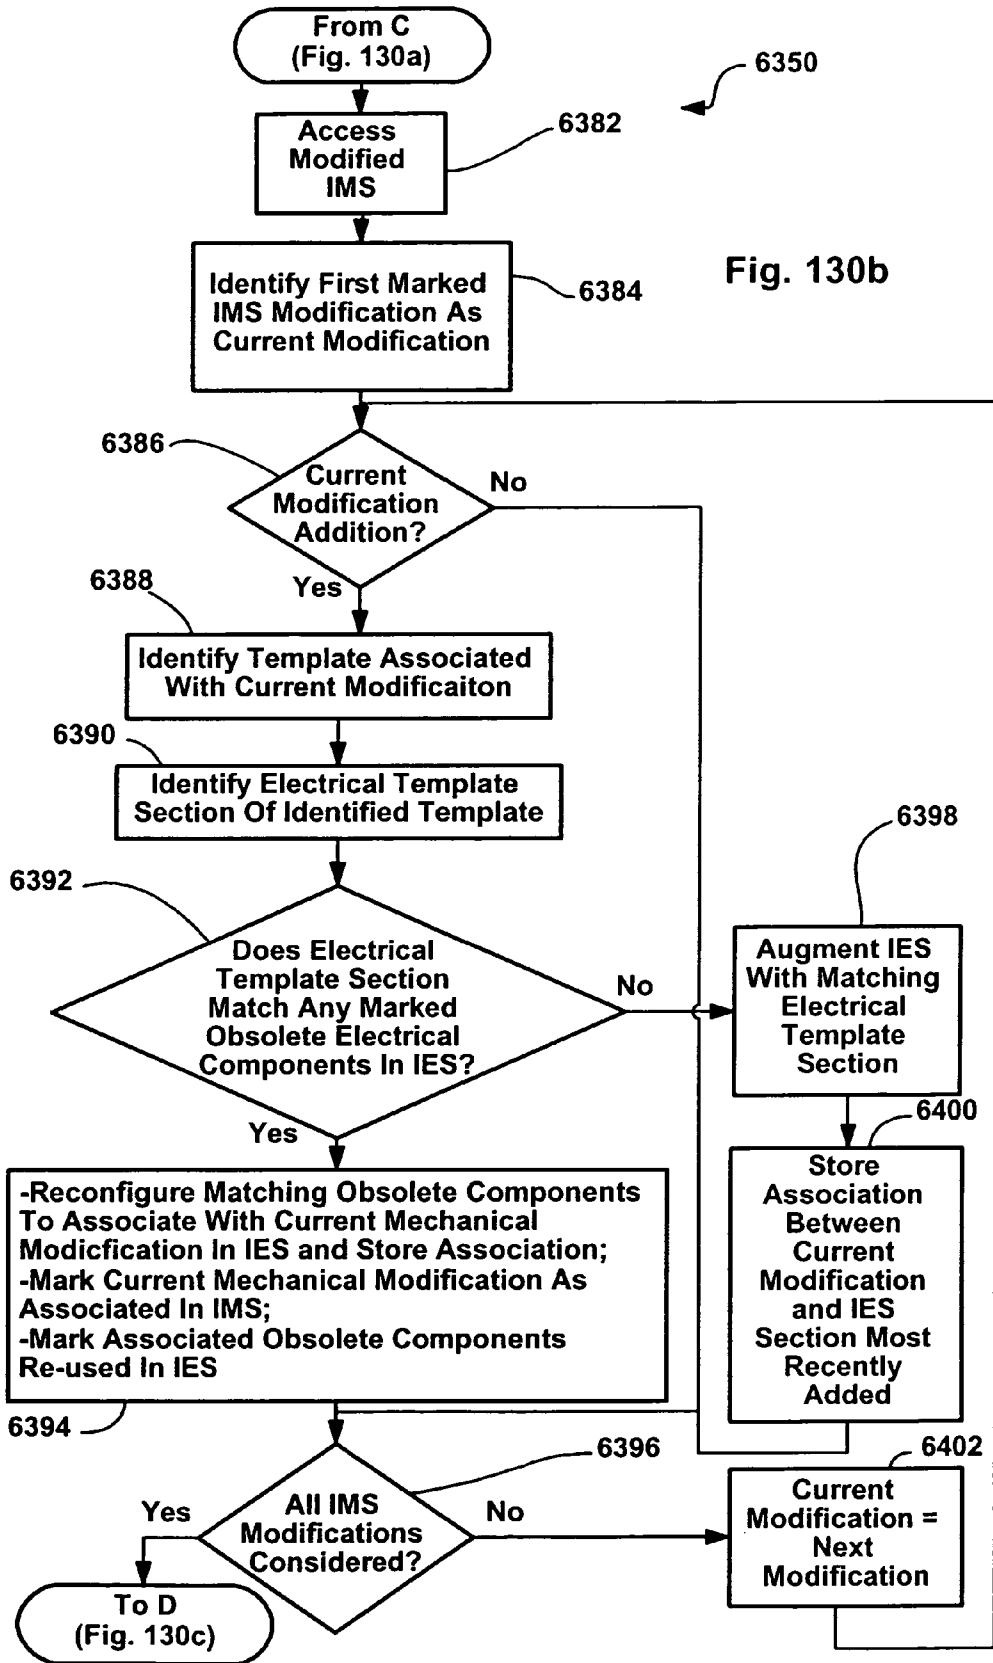 From C
(Fig. 130a)
6350
Access
Modified
IMS
6382
Fig. 130b
Identify First Marked
IMS Modification As
Current Modification
6384
6386
Current
Modification
Addition?
No
Yes
6388
Identify Template Associated
With Current Modificaiton
6390
Identify Electrical Template
Section Of Identified Template
6392
Does Electrical
Template Section
Match Any Marked
Obsolete Electrical
Components In IES?
No
Yes
6398
Augment IES
With Matching
Electrical
Template
Section
6400
Store
Association
Between
Current
Modification
and IES
Section Most
Recently
Added
-Reconfigure Matching Obsolete Components
To Associate With Current Mechanical
Modicfication In IES and Store Association;
-Mark Current Mechanical Modification As
Associated In IMS;
-Mark Associated Obsolete Components
Re-used In IES
6394
6396
All IMS
Modifications
Considered?
Yes
No
6402
Current
Modification =
Next
Modification
To D
(Fig. 130c)